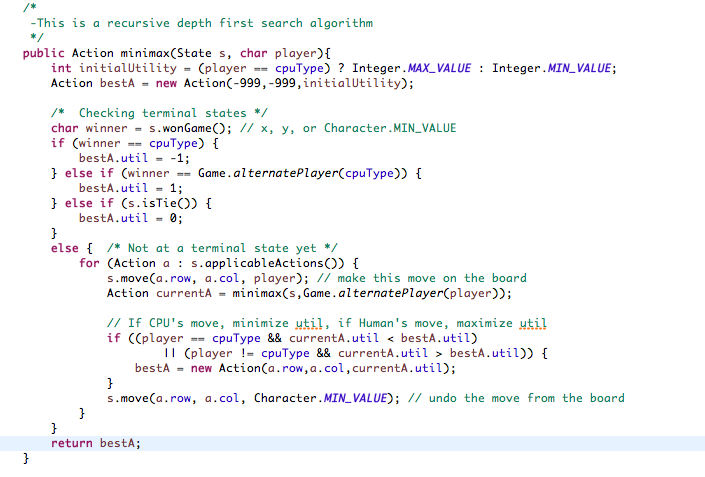 /*
 -This is a recursive depth first search algorithm
 */
public Action minimax(State s, char player){
    int initialUtility = (player == cpuType) ? Integer.MAX_VALUE : Integer.MIN_VALUE;
    Action bestA = new Action(-999,-999,initialUtility);

    /*  Checking terminal states */
    char winner = s.wonGame(); // x, y, or Character.MIN_VALUE
    if (winner == cpuType) {
        bestA.util = -1;
    } else if (winner == Game.alternatePlayer(cpuType)) {
        bestA.util = 1;
    } else if (s.isTie()) {
        bestA.util = 0;
    }
    else {  /* Not at a terminal state yet */
        for (Action a : s.applicableActions()) {
            s.move(a.row, a.col, player); // make this move on the board
            Action currentA = minimax(s,Game.alternatePlayer(player));

            // If CPU's move, minimize util, if Human's move, maximize util
            if ((player == cpuType && currentA.util < bestA.util)
                    || (player != cpuType && currentA.util > bestA.util)) {
                bestA = new Action(a.row,a.col,currentA.util);
            }
            s.move(a.row, a.col, Character.MIN_VALUE); // undo the move from the board
        }
    }
    return bestA;
}